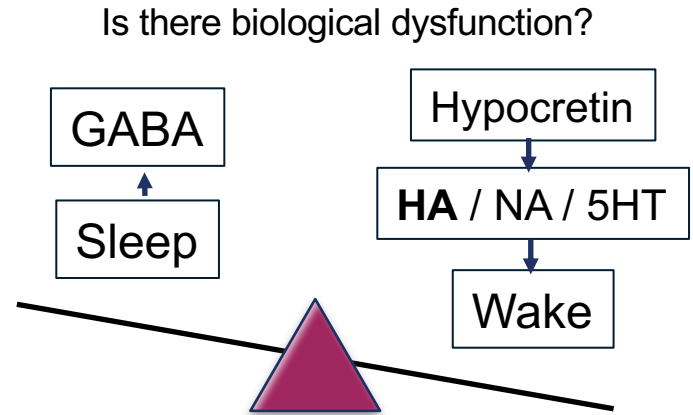 Is there biological dysfunction?
GABA
Sleep
Hypocretin
HA / NA / 5HT
Wake